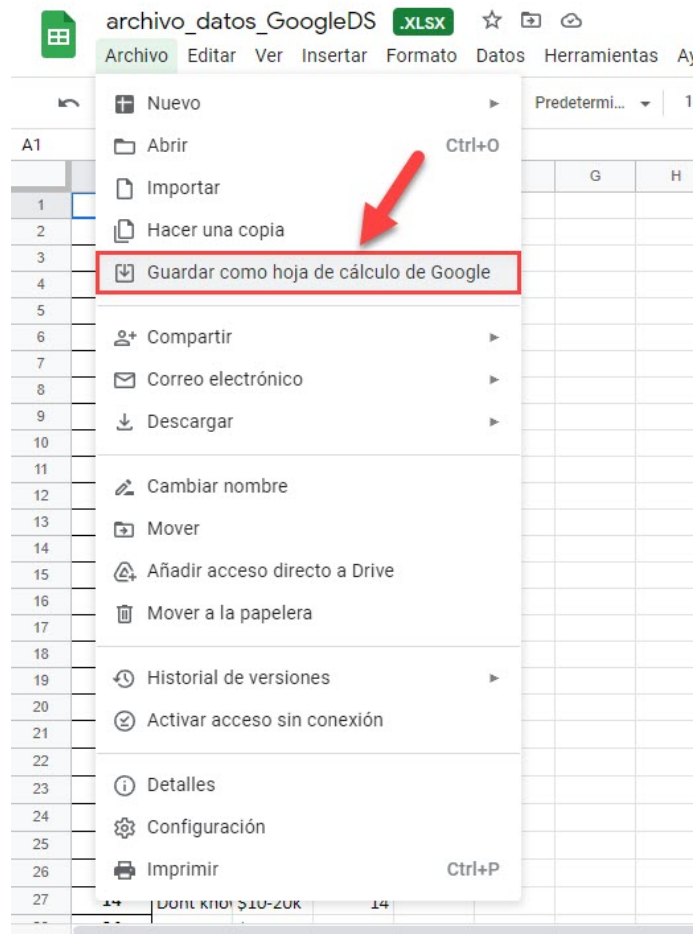 archivo_datos_GoogleDS .XLSX
Archivo Editar Ver Insertar Formato Datos Herramientas
Predetermi... 1
A1
G H
Nuevo
Abrir Ctrl+O
Importar
Hacer una copia
Guardar como hoja de cálculo de Google
Compartir
Correo electrónico
Descargar
Cambiar nombre
Mover
Añadir acceso directo a Drive
Mover a la papelera
Historial de versiones
Activar acceso sin conexión
Detalles
Configuración
Imprimir Ctrl+P
1
2
3
4
5
6
7
8
9
10
11
12
13
14
15
16
17
18
19
20
21
22
23
24
25
26
27 14 Dont kno $10-20k 14